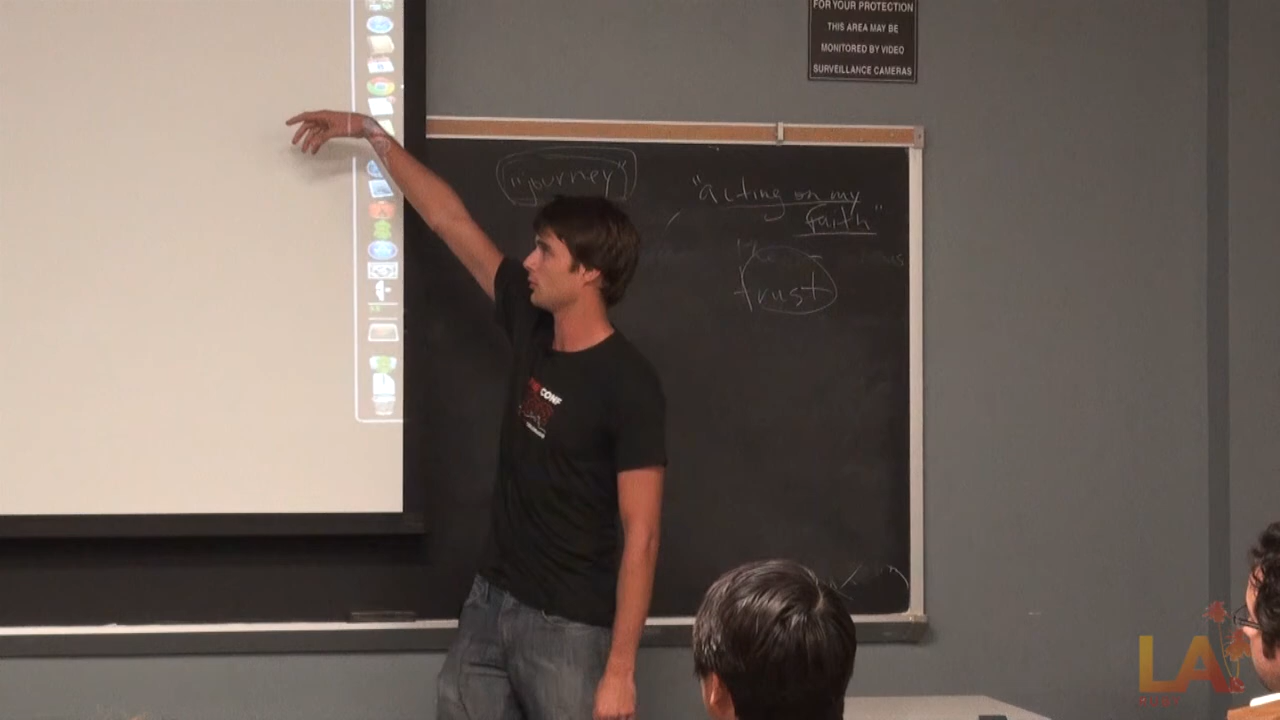 FOR YOUR PROTECTION
THIS AREA MAY BE
MONITORED BY VIDEO
SURVEILLANCE CAMERAS
"journey"
"acting on my
faith"
trust
CONF
LA